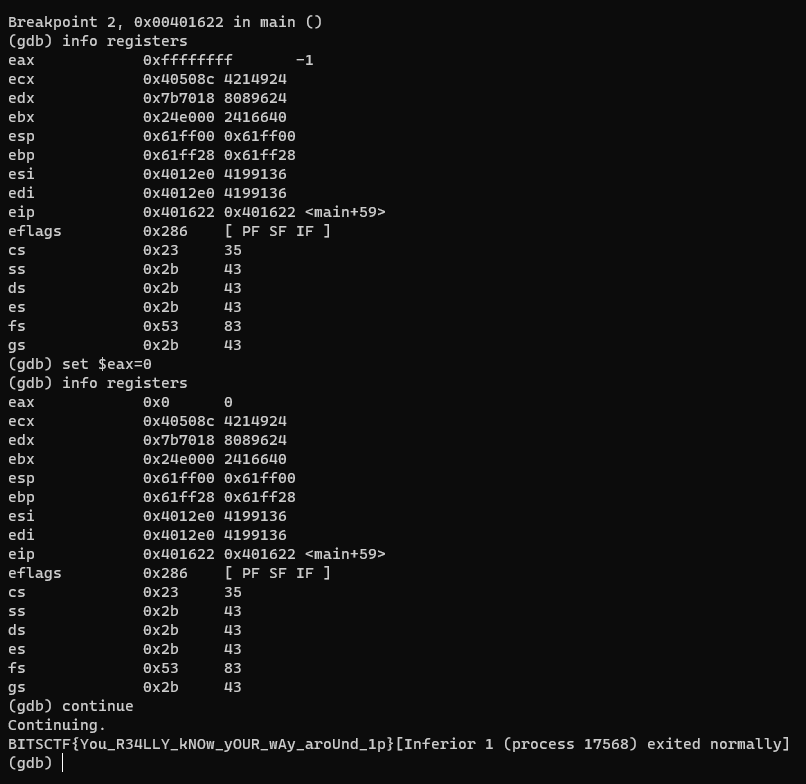 Breakpoint 2, 0x00401622 in main ()
(gdb) info registers
eax            0xffffffff       -1
ecx            0x40508c 4214924
edx            0x7b7018 8089624
ebx            0x24e000 2416640
esp            0x61ff00 0x61ff00
ebp            0x61ff28 0x61ff28
esi            0x4012e0 4199136
edi            0x4012e0 4199136
eip            0x401622 0x401622 <main+59>
eflags         0x286    [ PF SF IF ]
cs             0x23     35
ss             0x2b     43
ds             0x2b     43
es             0x2b     43
fs             0x53     83
gs             0x2b     43
(gdb) set $eax=0
(gdb) info registers
eax            0x0      0
ecx            0x40508c 4214924
edx            0x7b7018 8089624
ebx            0x24e000 2416640
esp            0x61ff00 0x61ff00
ebp            0x61ff28 0x61ff28
esi            0x4012e0 4199136
edi            0x4012e0 4199136
eip            0x401622 0x401622 <main+59>
eflags         0x286    [ PF SF IF ]
cs             0x23     35
ss             0x2b     43
ds             0x2b     43
es             0x2b     43
fs             0x53     83
gs             0x2b     43
(gdb) continue
Continuing.
BITSCTF{You_R34LLY_kNOw_yOUR_wAy_aroUnd_1p}[Inferior 1 (process 17568) exited normally]
(gdb)